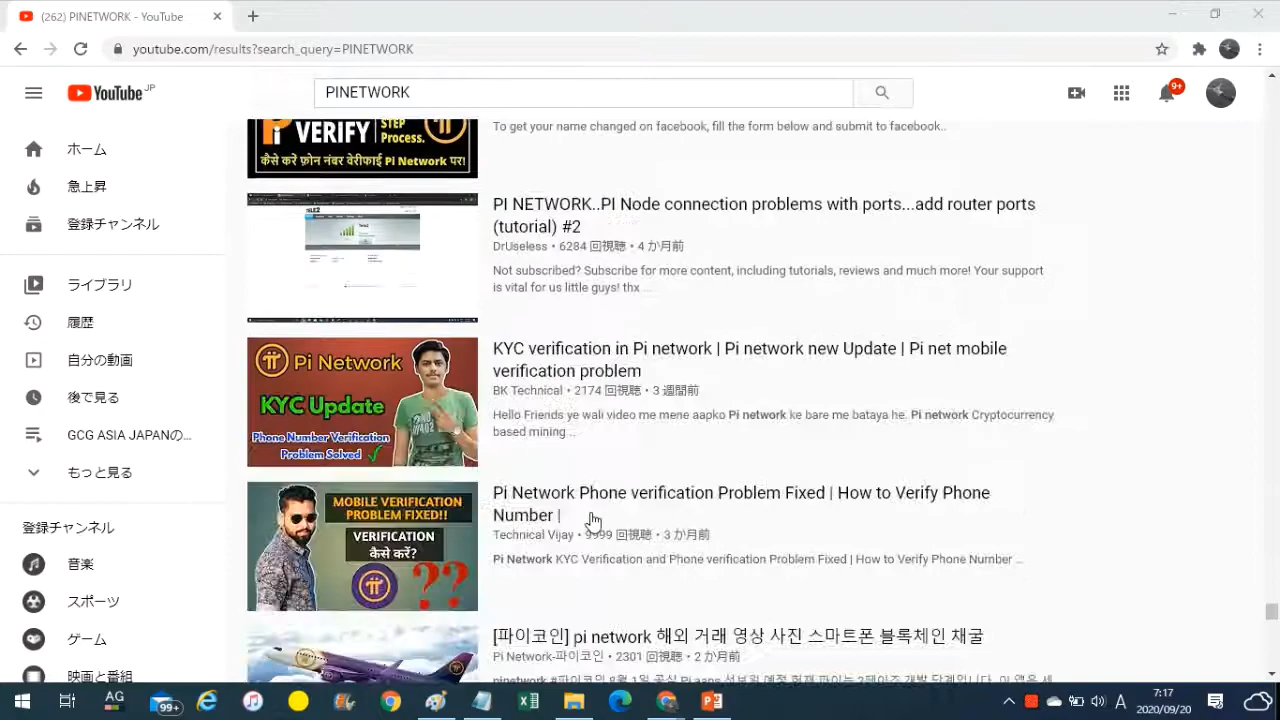 (262) PINETWORK - YouTube
youtube.com/results?search_query=PINETWORK
YouTube JP
PINETWORK
9+
ホーム
急上昇
登録チャンネル
ライブラリ
履歴
自分の動画
後で見る
GCG ASIA JAPANの...
もっと見る
登録チャンネル
音楽
スポーツ
ゲーム
映画と番組
VERIFY STEP Process.
कैसे करे फ़ोन नंबर वेरीफाई Pi Network पर!
To get your name changed on facebook, fill the form below and submit to facebook..
PI NETWORK..PI Node connection problems with ports...add router ports
(tutorial) #2
DrUseless • 6284 回視聴 • 4 か月前
Not subscribed? Subscribe for more content, including tutorials, reviews and much more! Your support
is vital for us little guys! thx ...
Pi Network
KYC Update
Phone Number Verification
Problem Solved
KYC verification in Pi network | Pi network new Update | Pi net mobile
verification problem
BK Technical • 2174 回視聴 • 3 週間前
Hello Friends ye wali video me mene aapko Pi network ke bare me bataya he. Pi network Cryptocurrency
based mining ...
MOBILE VERIFICATION
PROBLEM FIXED!!
VERIFICATION
कैसे करें?
??
Pi Network Phone verification Problem Fixed | How to Verify Phone
Number |
Technical Vijay • 9999 回視聴 • 3 か月前
Pi Network KYC Verification and Phone verification Problem Fixed | How to Verify Phone Number ...
[파이코인] pi network 해외 거래 영상 사진 스마트폰 블록체인 채굴
Pi Network-파이코인 • 2301 回視聴 • 2 か月前
AG
99+
A
7:17
2020/09/20